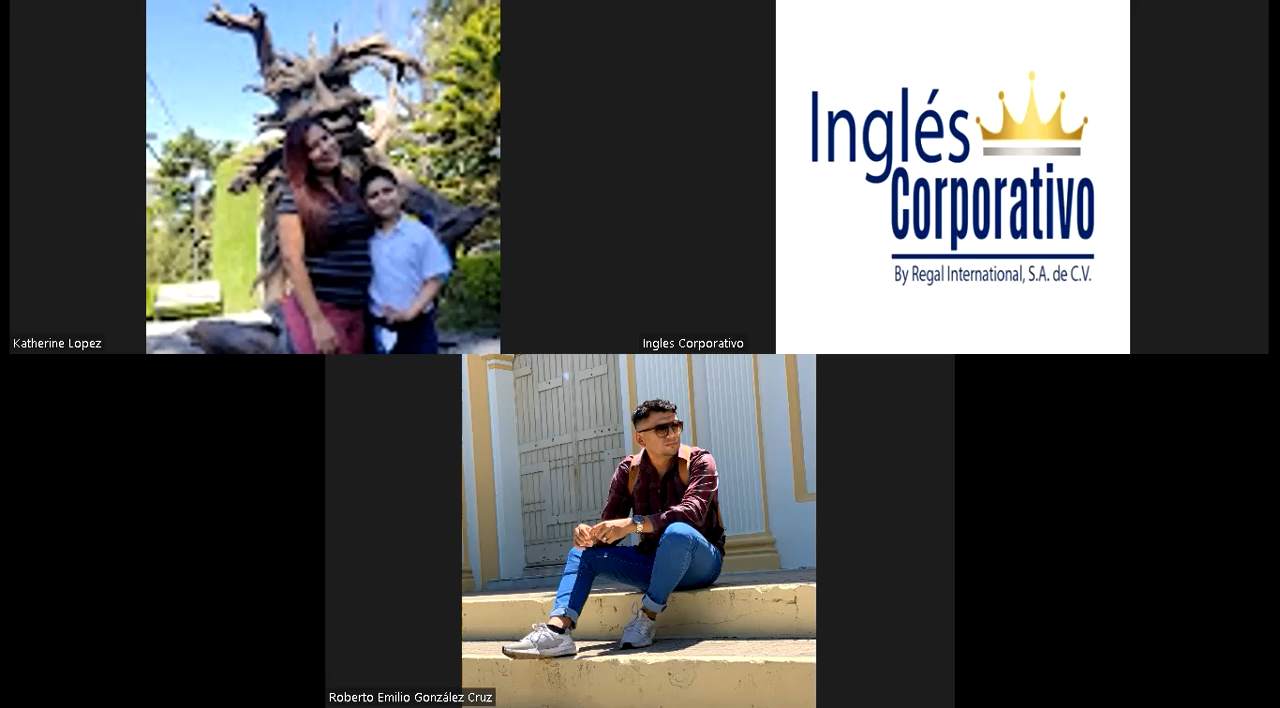 Inglés
Corporativo
By Regal International, S.A. de C.V.
Katherine Lopez
Ingles Corporativo
Roberto Emilio González Cruz